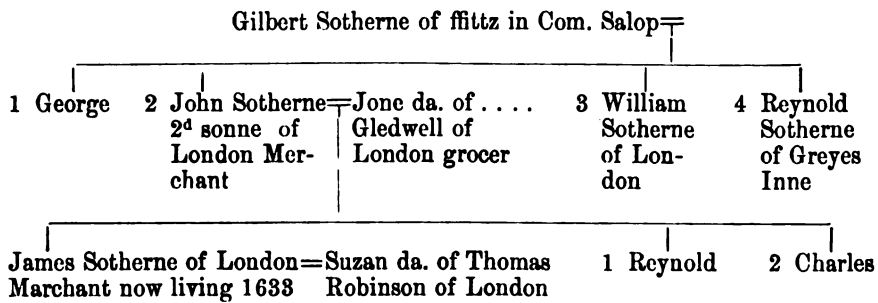 Gilbert Sotherne of ffittz in Com. Salop=
1 George
2 John Sotherne=Jone da. of . . . .
2d sonne of Gledwell of
London Mer- London grocer
chant
3 William
Sotherne
of Lon-
don
4 Reynold
Sotherne
of Greyes
Inne
James Sotherne of London=Suzan da. of Thomas
Marchant now living 1633 Robinson of London
1 Reynold
2 Charles